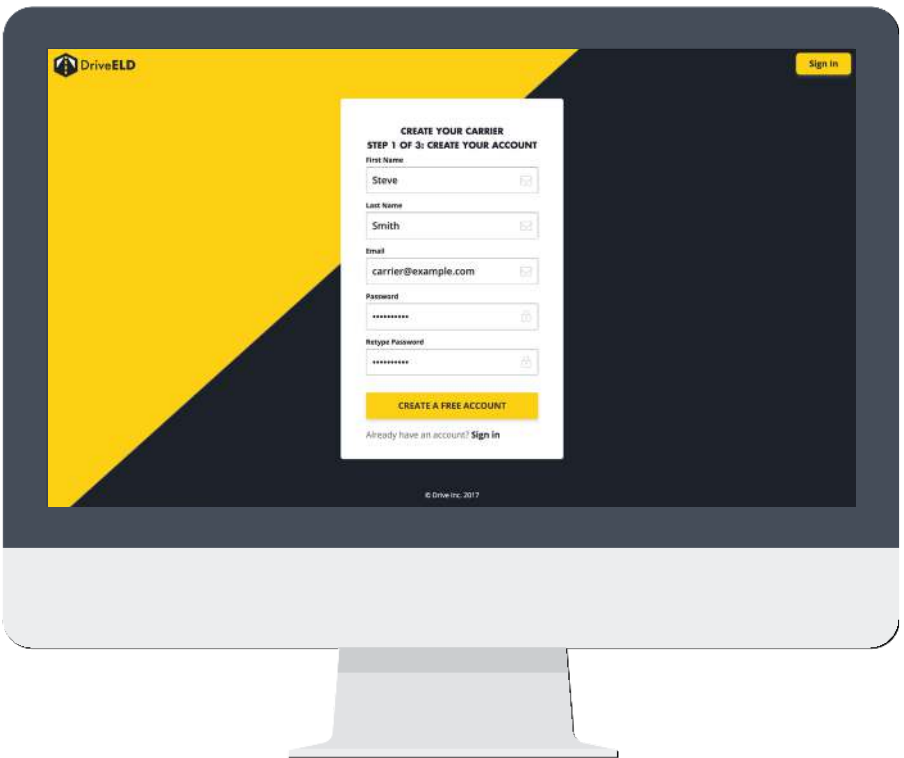 DriveELD
Sign In
CREATE YOUR CARRIER
STEP 1 OF 3: CREATE YOUR ACCOUNT
First Name
Steve
Last Name
Smith
Email
carrier@example.com
Password
••••••••••
Retype Password
••••••••••
CREATE A FREE ACCOUNT
Already have an account? Sign in
© Drive Inc. 2017